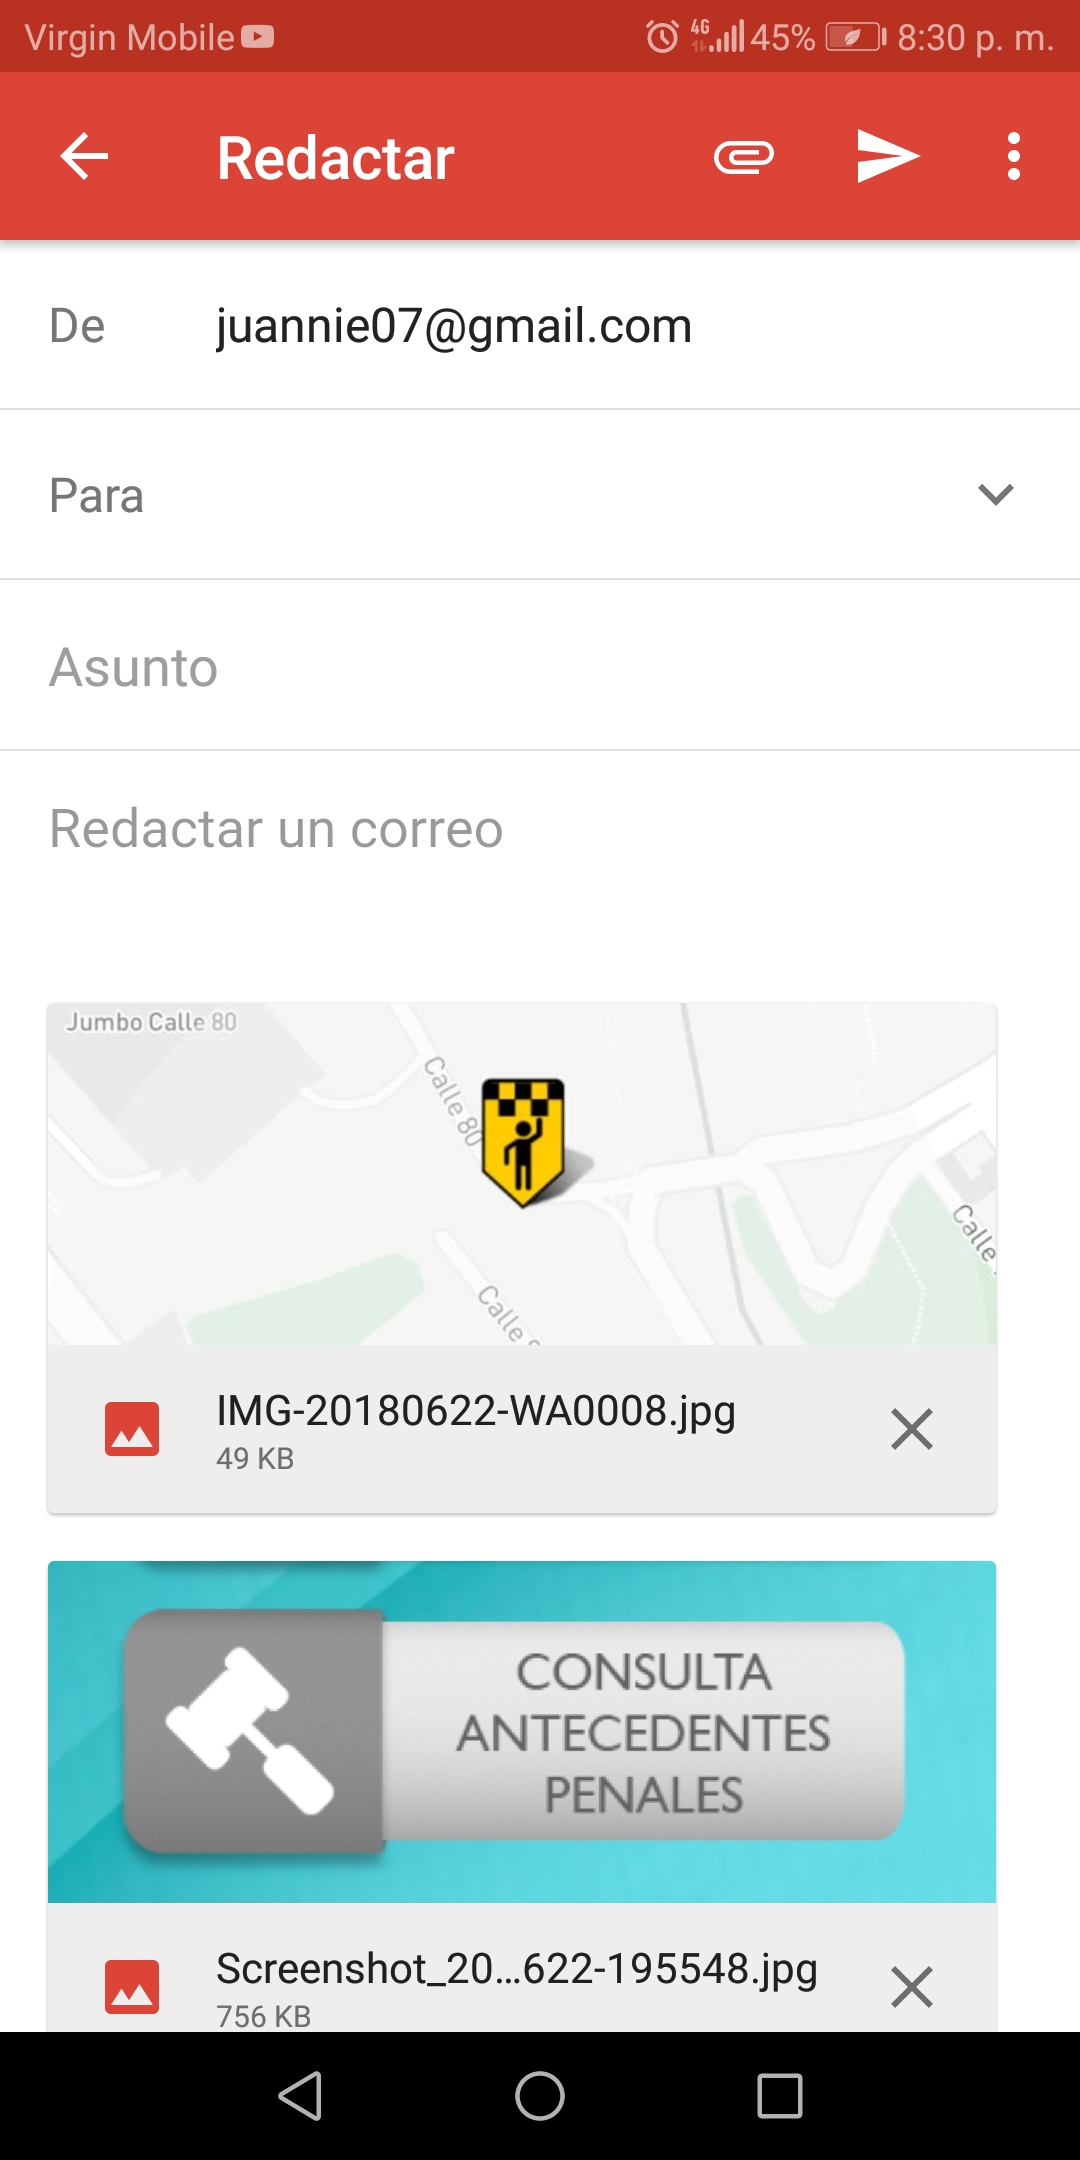 Virgin Mobile
4G 45% 8:30 p. m.
Redactar
De juannie07@gmail.com
Para
Asunto
Redactar un correo
Jumbo Calle 80
Calle 80
Calle
Calle
IMG-20180622-WA0008.jpg
49 KB
CONSULTA
ANTECEDENTES
PENALES
Screenshot_20...622-195548.jpg
756 KB